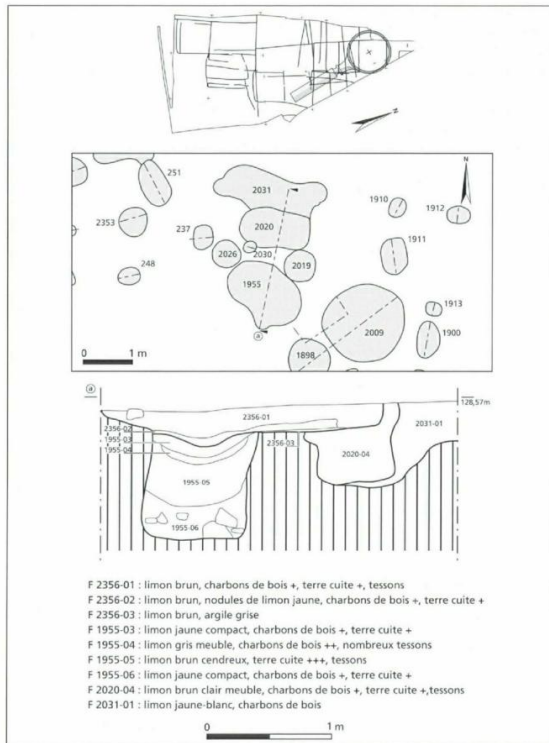 N
251
2031
1910
1912
2353
2020
237
2030
1911
2026
2019
248
1955
1913
2009
1900
1898
a
0 1 m
N
a
128,57m
2356-01
2031-01
2356-02
1955-03
2356-03
1955-04
2020-04
1955-05
1955-06
F 2356-01 : limon brun, charbons de bois +, terre cuite +, tessons
F 2356-02 : limon brun, nodules de limon jaune, charbons de bois +, terre cuite +
F 2356-03 : limon brun, argile grise
F 1955-03 : limon jaune compact, charbons de bois +, terre cuite +
F 1955-04 : limon gris meuble, charbons de bois ++, nombreux tessons
F 1955-05 : limon brun cendreux, terre cuite +++, tessons
F 1955-06 : limon jaune compact, charbons de bois +, terre cuite +
F 2020-04 : limon brun clair meuble, charbons de bois +, terre cuite +,tessons
F 2031-01 : limon jaune-blanc, charbons de bois
0 1 m